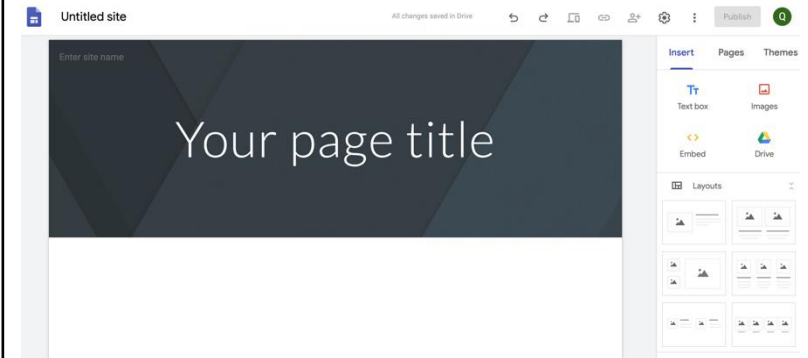 Untitled site
All changes saved in Drive
Publish
Q
Enter site name
Your page title
Insert Pages Themes
Tт Text box
Images
Embed
Drive
Layouts